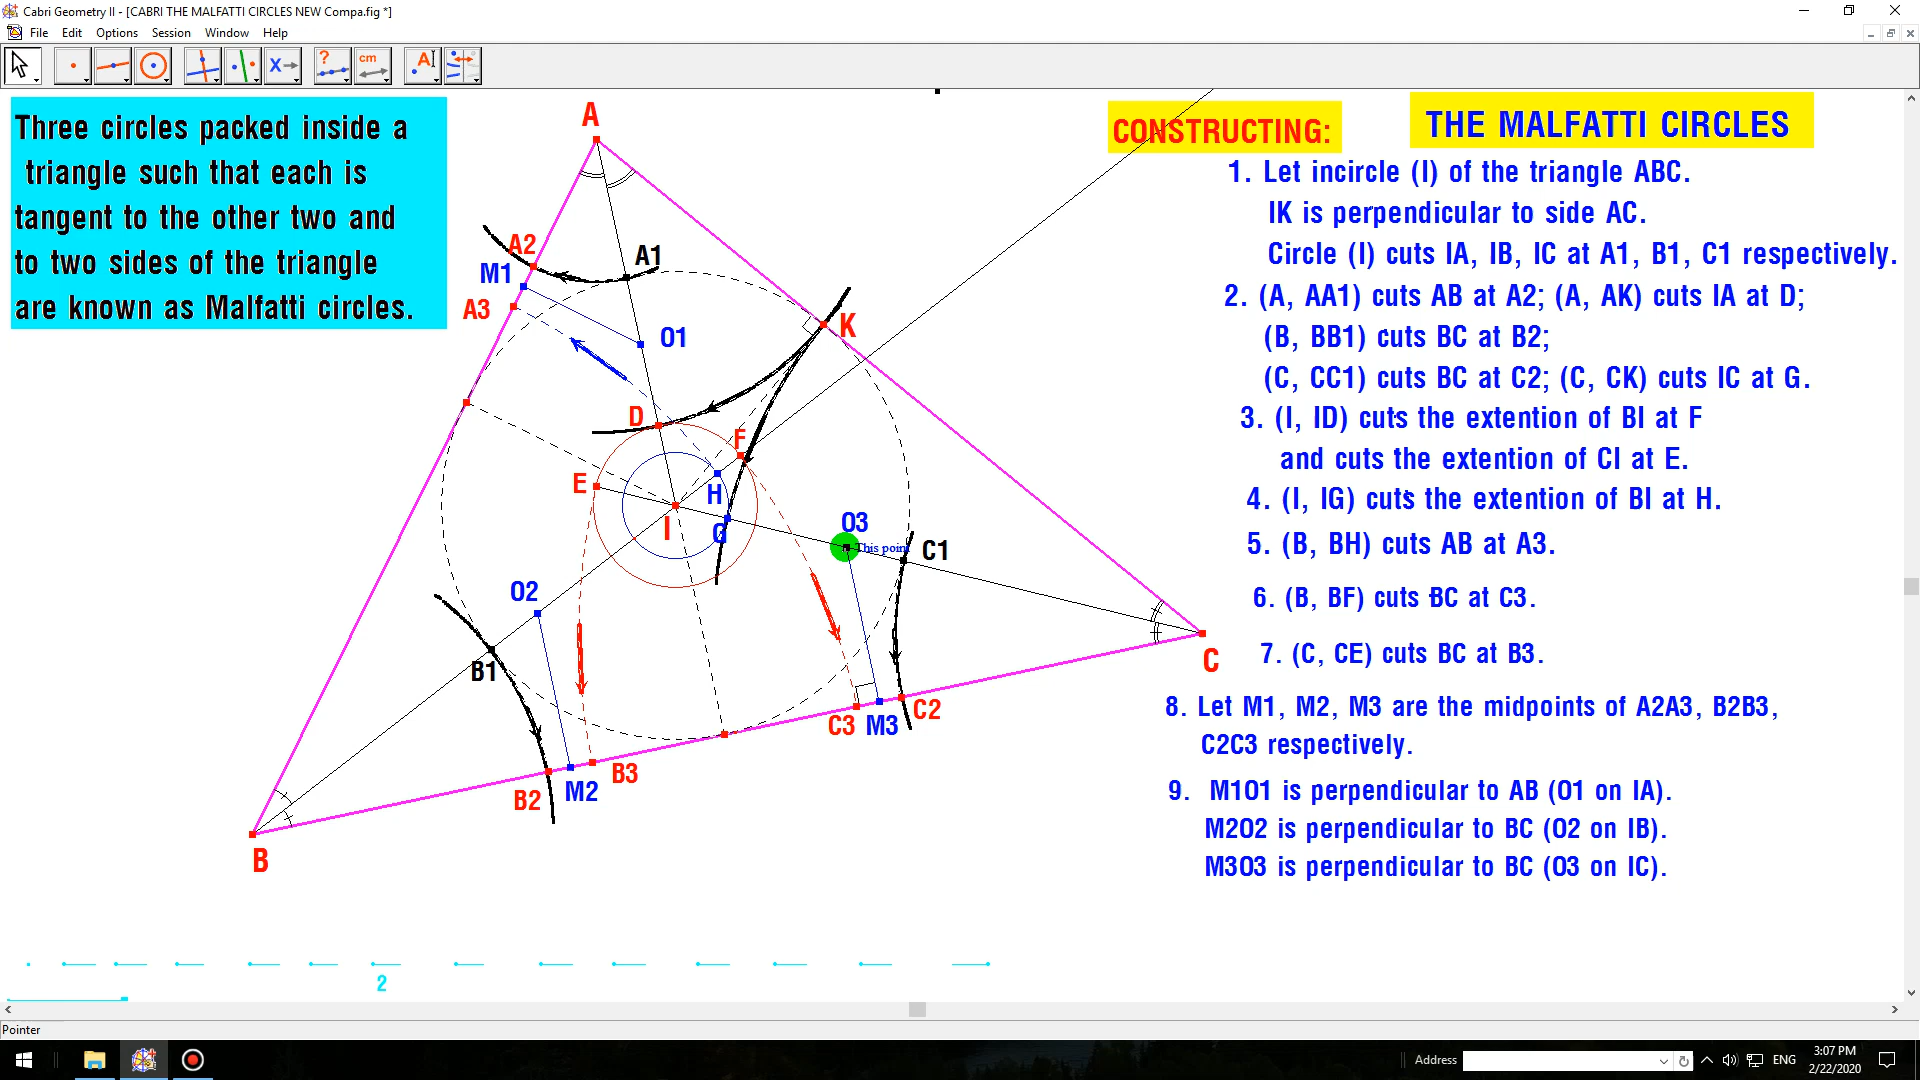 Cabri Geometry II - [CABRI THE MALFATTI CIRCLES NEW Compa.fig *]
File Edit Options Session Window Help
? cm A
X
Three circles packed inside a
triangle such that each is
tangent to the other two and
to two sides of the triangle
are known as Malfatti circles.
CONSTRUCTING:
THE MALFATTI CIRCLES
1. Let incircle (I) of the triangle ABC.
IK is perpendicular to side AC.
Circle (I) cuts IA, IB, IC at A1, B1, C1 respectively.
2. (A, AA1) cuts AB at A2; (A, AK) cuts IA at D;
(B, BB1) cuts BC at B2;
(C, CC1) cuts BC at C2; (C, CK) cuts IC at G.
3. (I, ID) cuts the extention of BI at F
and cuts the extention of CI at E.
4. (I, IG) cuts the extention of BI at H.
5. (B, BH) cuts AB at A3.
6. (B, BF) cuts BC at C3.
7. (C, CE) cuts BC at B3.
8. Let M1, M2, M3 are the midpoints of A2A3, B2B3,
C2C3 respectively.
9. M1O1 is perpendicular to AB (O1 on IA).
M2O2 is perpendicular to BC (O2 on IB).
M3O3 is perpendicular to BC (O3 on IC).
A
A2
A1
M1
A3
O1
K
D
F
E
H
I
G
O3
This point
C1
O2
B1
C
C3
M3
C2
B3
B2
M2
B
2
Pointer
Address
ENG
3:07 PM
2/22/2020